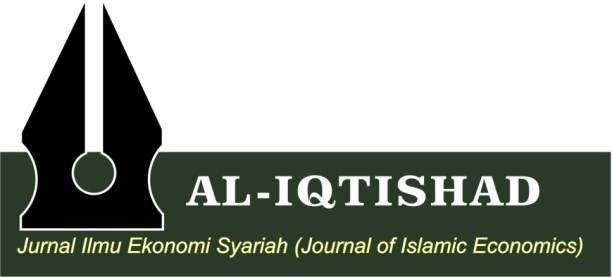 AL-IQTISHAD
Jurnal Ilmu Ekonomi Syariah (Journal of Islamic Economics)